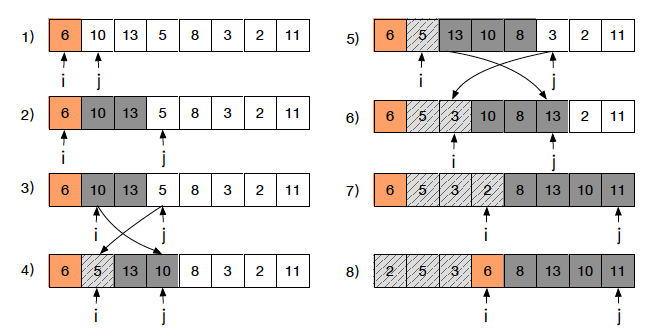 1) 6 10 13 5 8 3 2 11
i j
2) 6 10 13 5 8 3 2 11
i j
3) 6 10 13 5 8 3 2 11
i j
4) 6 5 13 10 8 3 2 11
i j
5) 6 5 13 10 8 3 2 11
i j
6) 6 5 3 10 8 13 2 11
i j
7) 6 5 3 2 8 13 10 11
i j
8) 2 5 3 6 8 13 10 11
i j